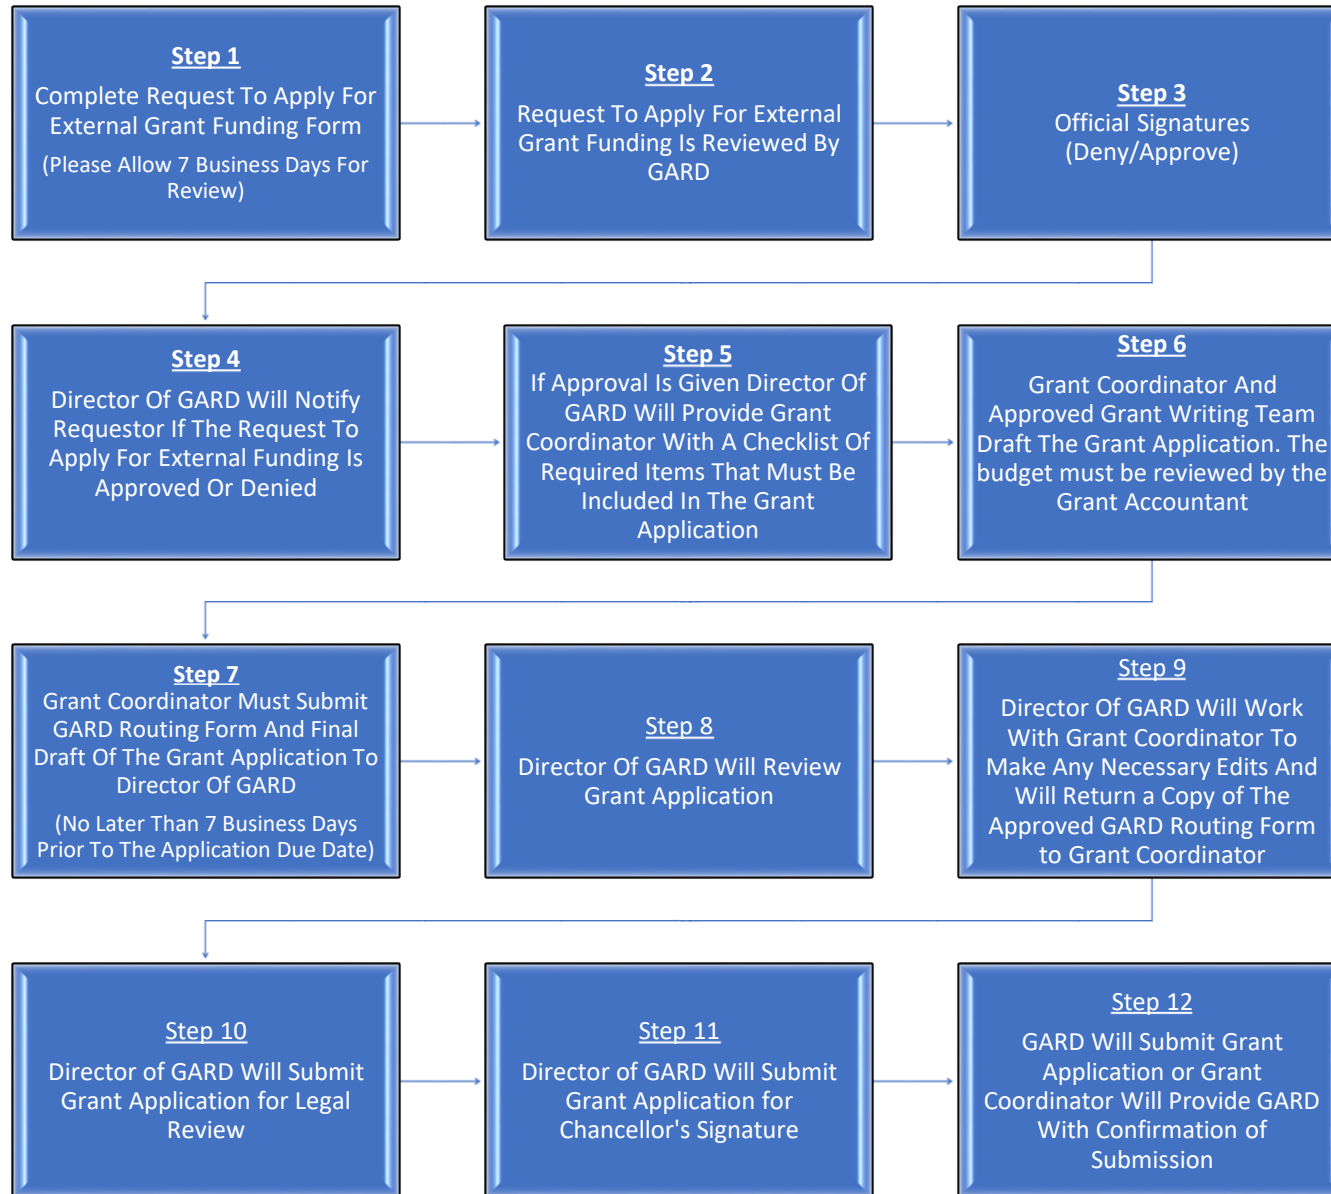 Step 1
Complete Request To Apply For
External Grant Funding Form
(Please Allow 7 Business Days For
Review)
Step 2
Request To Apply For External
Grant Funding Is Reviewed By
GARD
Step 3
Official Signatures
(Deny/Approve)
Step 4
Director Of GARD Will Notify
Requestor If The Request To
Apply For External Funding Is
Approved Or Denied
Step 5
If Approval Is Given Director Of
GARD Will Provide Grant
Coordinator With A Checklist Of
Required Items That Must Be
Included In The Grant
Application
Step 6
Grant Coordinator And
Approved Grant Writing Team
Draft The Grant Application. The
budget must be reviewed by the
Grant Accountant
Step 7
Grant Coordinator Must Submit
GARD Routing Form And Final
Draft Of The Grant Application To
Director Of GARD
(No Later Than 7 Business Days
Prior To The Application Due Date)
Step 8
Director Of GARD Will Review
Grant Application
Step 9
Director Of GARD Will Work
With Grant Coordinator To
Make Any Necessary Edits And
Will Return a Copy of The
Approved GARD Routing Form
to Grant Coordinator
Step 10
Director of GARD Will Submit
Grant Application for Legal
Review
Step 11
Director of GARD Will Submit
Grant Application for
Chancellor's Signature
Step 12
GARD Will Submit Grant
Application or Grant
Coordinator Will Provide GARD
With Confirmation of
Submission